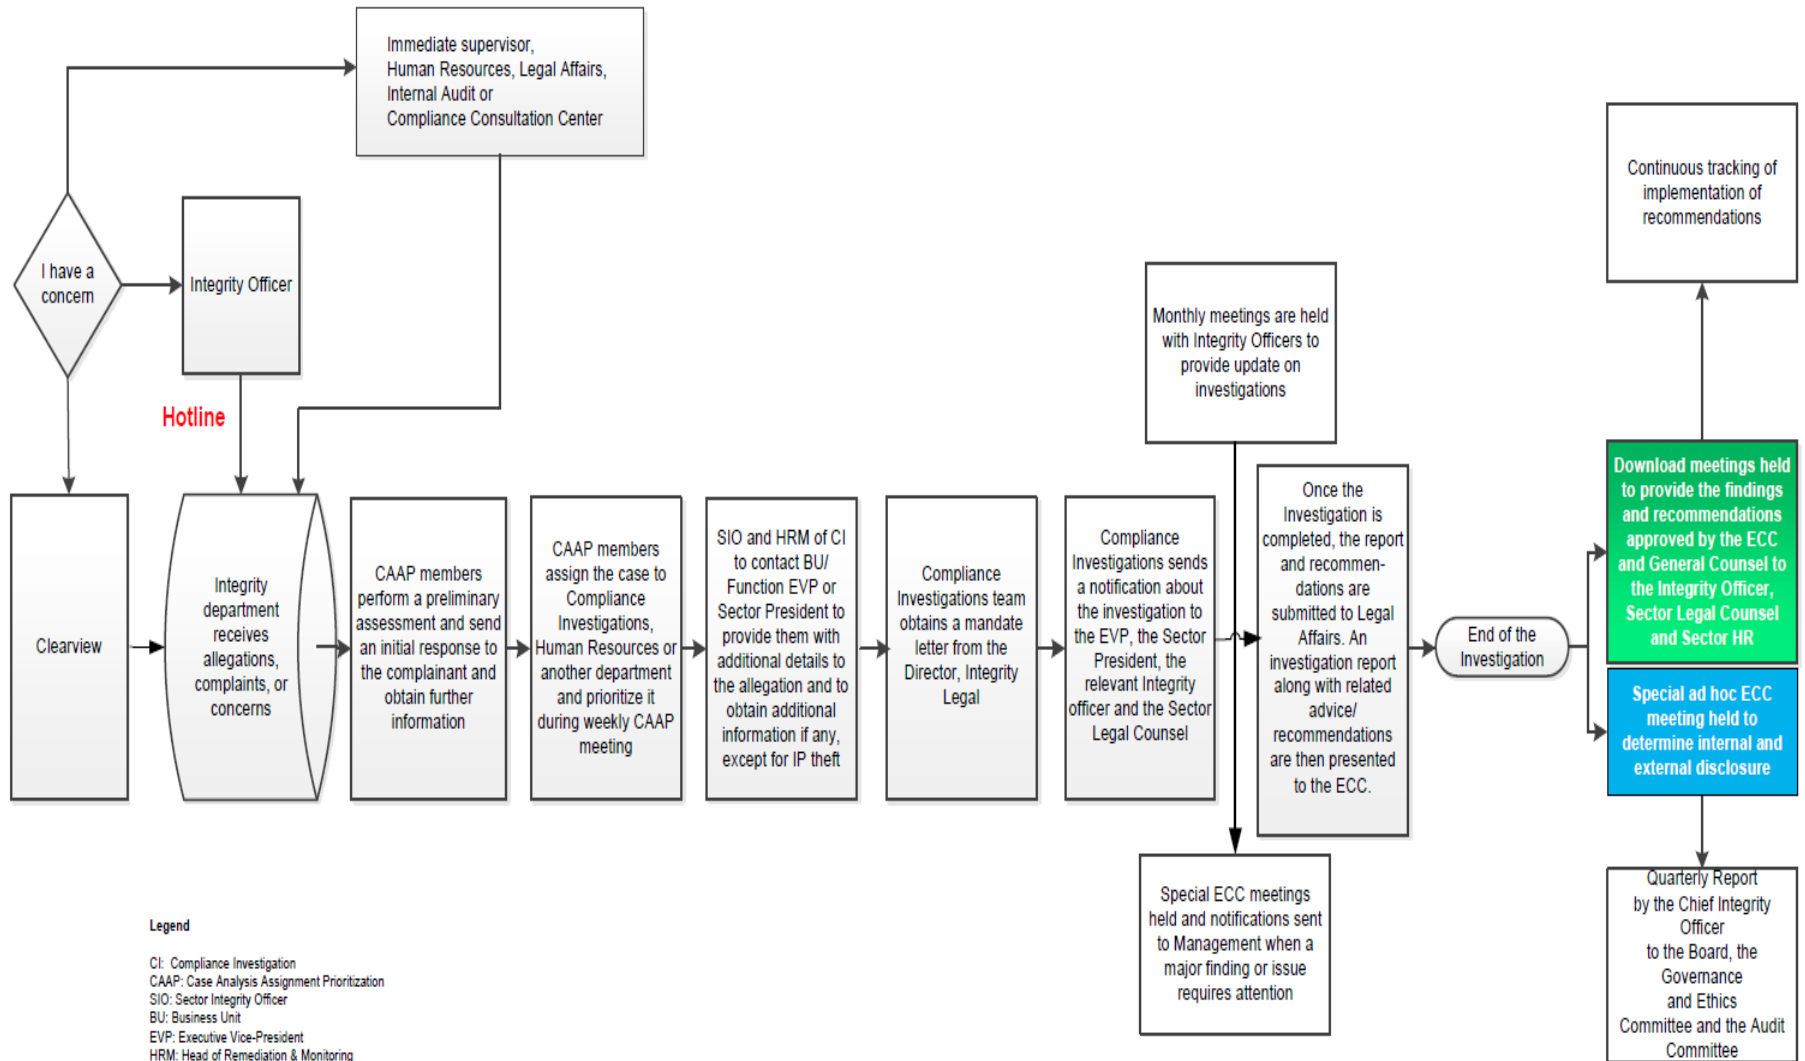 Immediate supervisor,
Human Resources, Legal Affairs,
Internal Audit or
Compliance Consultation Center
I have a
concern
Integrity Officer
Hotline
Clearview
Integrity
department
receives
allegations,
complaints, or
concerns
CAAP members
perform a preliminary
assessment and send
an initial response to
the complainant and
obtain further
information
CAAP members
assign the case to
Compliance
Investigations,
Human Resources or
another department
and prioritize it
during weekly CAAP
meeting
SIO and HRM of CI
to contact BU/
Function EVP or
Sector President to
provide them with
additional details to
the allegation and to
obtain additional
information if any,
except for IP theft
Compliance
Investigations team
obtains a mandate
letter from the
Director, Integrity
Legal
Compliance
Investigations sends
a notification about
the investigation to
the EVP, the Sector
President, the
relevant Integrity
officer and the Sector
Legal Counsel
Monthly meetings are held
with Integrity Officers to
provide update on
investigations
Special ECC meetings
held and notifications sent
to Management when a
major finding or issue
requires attention
Once the
Investigation is
completed, the report
and recommen-
dations are
submitted to Legal
Affairs. An
investigation report
along with related
advice/
recommendations
are then presented
to the ECC.
End of the
Investigation
Continuous tracking of
implementation of
recommendations
Download meetings held
to provide the findings
and recommendations
approved by the ECC
and General Counsel to
the Integrity Officer,
Sector Legal Counsel
and Sector HR
Special ad hoc ECC
meeting held to
determine internal and
external disclosure
Quarterly Report
by the Chief Integrity
Officer
to the Board, the
Governance
and Ethics
Committee and the Audit
Committee
Legend
CI: Compliance Investigation
CAAP: Case Analysis Assignment Prioritization
SIO: Sector Integrity Officer
BU: Business Unit
EVP: Executive Vice-President
HRM: Head of Remediation & Monitoring